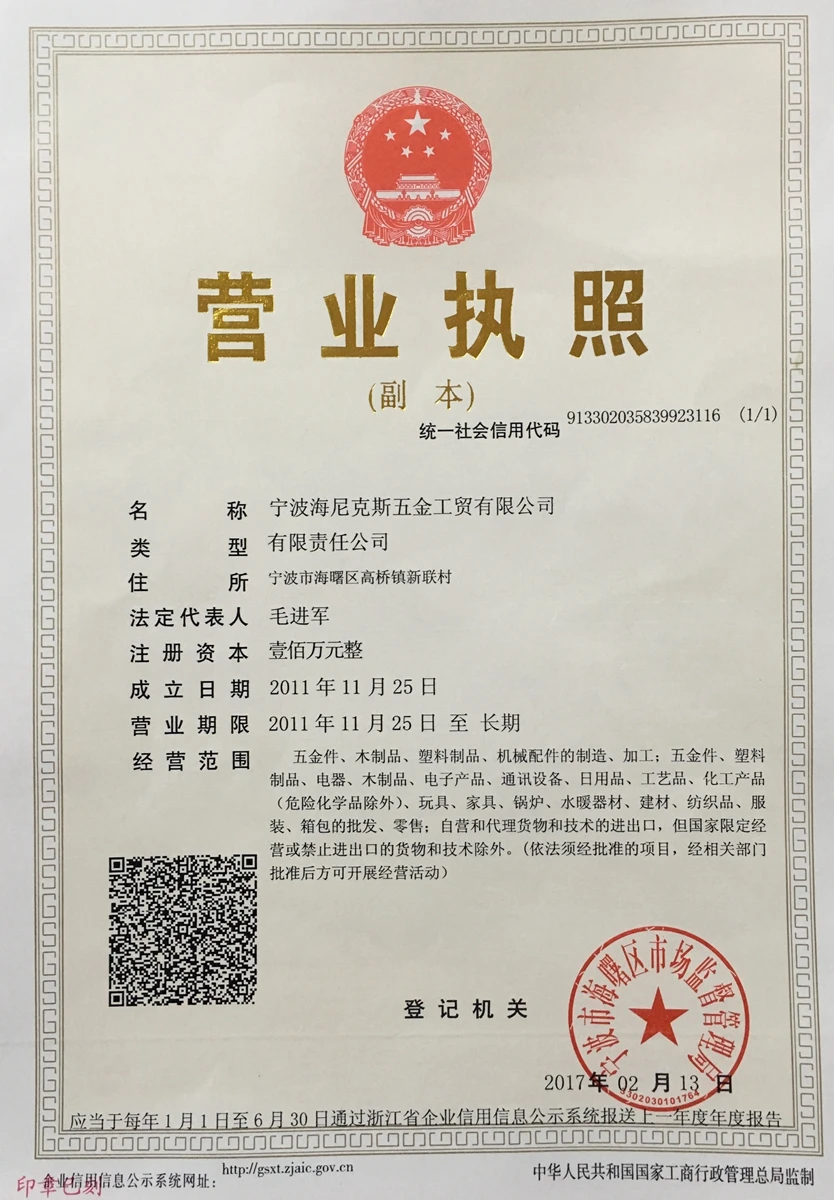 营业执照
(副 本)
统一社会信用代码 913302035839923116 (1/1)
名称 宁波海尼克斯五金工贸有限公司
类型 有限责任公司
住所 宁波市海曙区高桥镇新联村
法定代表人 毛进军
注册资本 壹佰万元整
成立日期 2011年11月25日
营业期限 2011年11月25日至长期
经营范围 五金件、木制品、塑料制品、机械配件的制造、加工；五金件、塑料
制品、电器、木制品、电子产品、通讯设备、日用品、工艺品、化工产品
（危险化学品除外）、玩具、家具、锅炉、水暖器材、建材、纺织品、服
装、箱包的批发、零售；自营和代理货物和技术的进出口，但国家限定经
营或禁止进出口的货物和技术除外。(依法须经批准的项目，经相关部门
批准后方可开展经营活动）
宁波市海曙区市场监督管理局
登记机关
3302030101764
2017年02月13日
应当于每年1月1日至6月30日通过浙江省企业信用信息公示系统报送上一年度年度报告
印章已刻
企业信用信息公示系统网址： http://gsxt.zjaic.gov.cn
中华人民共和国国家工商行政管理总局监制